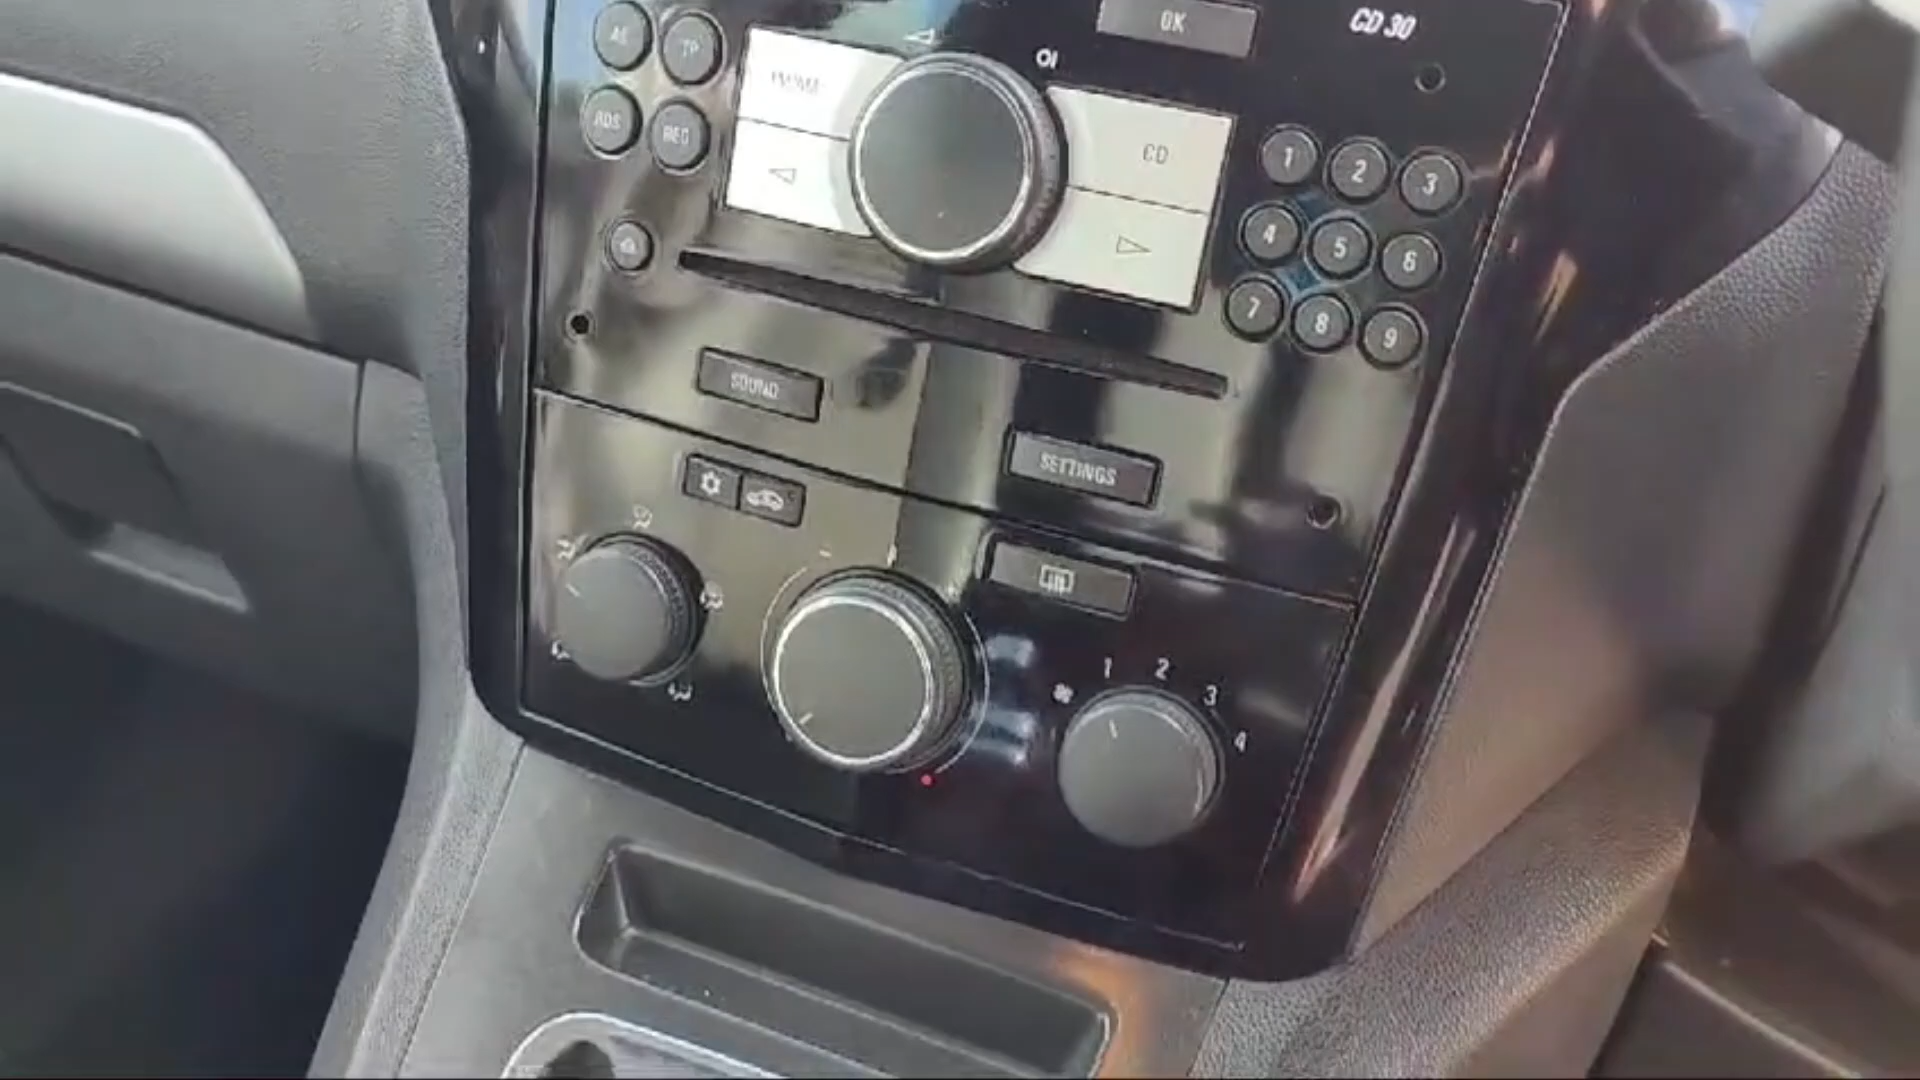 OK
CD 30
AS TP
RDS REG
CD
1 2 3
4 5 6
7 8 9
SOUND
SETTINGS
1 2 3 4